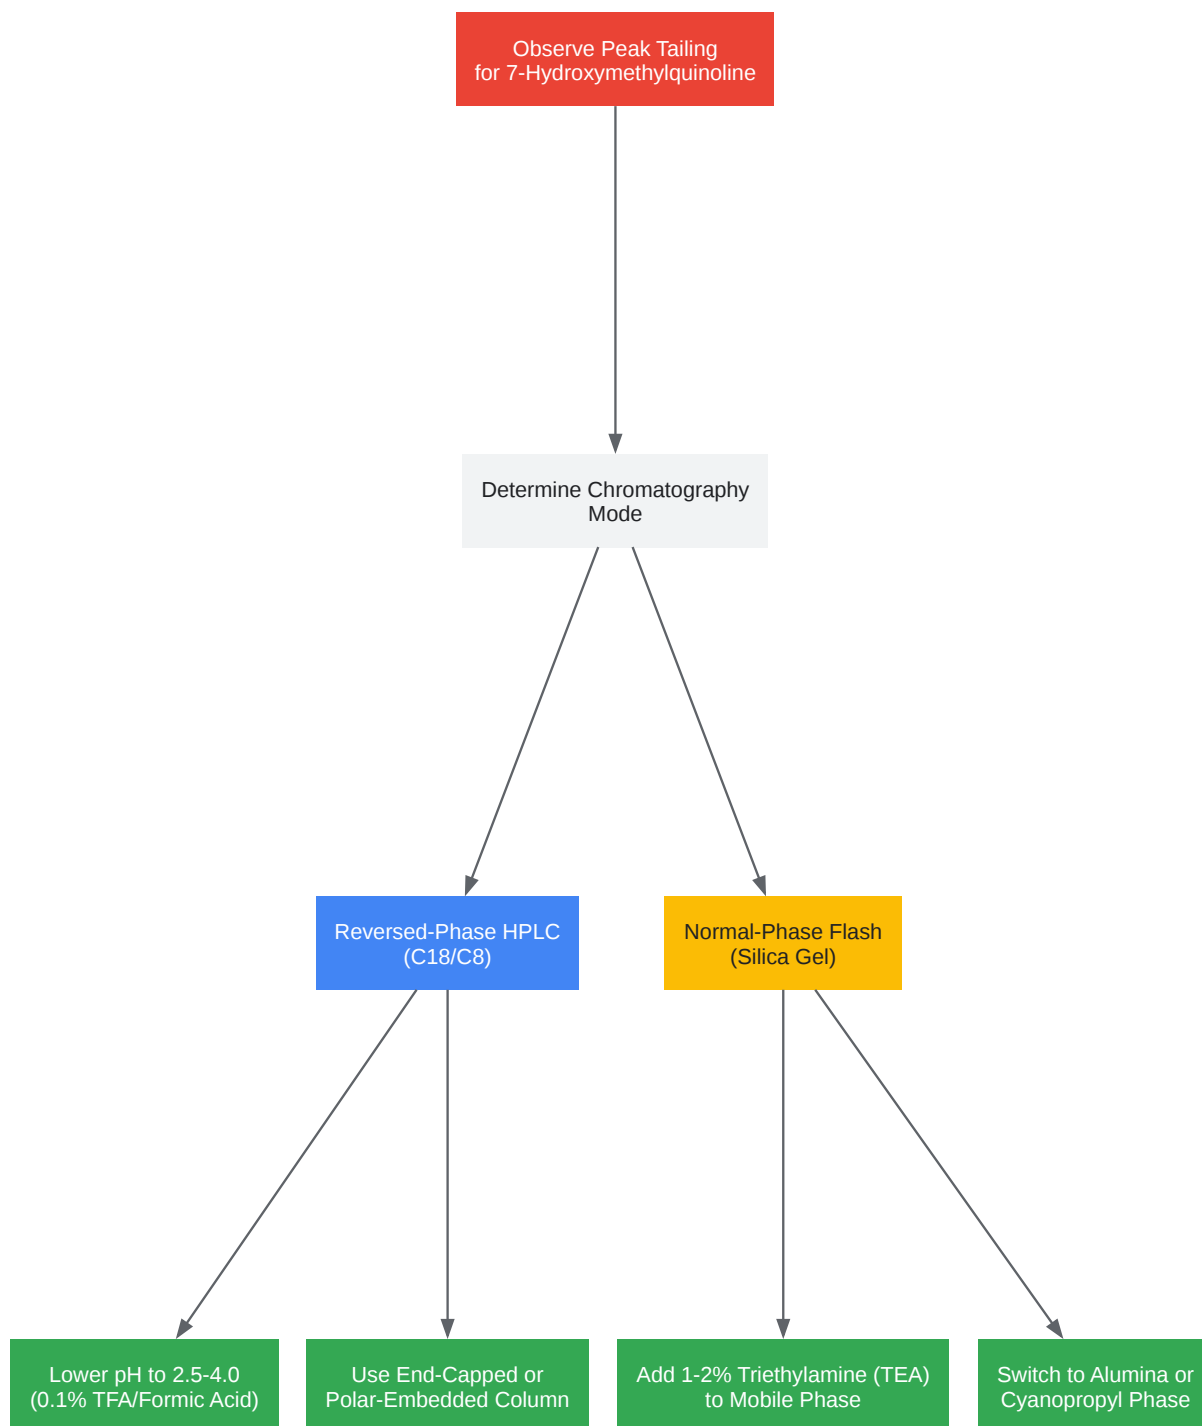 Observe Peak Tailing
for 7-Hydroxymethylquinoline
Determine Chromatography
Mode
Reversed-Phase HPLC
(C18/C8)
Normal-Phase Flash
(Silica Gel)
Lower pH to 2.5-4.0
(0.1% TFA/Formic Acid)
Use End-Capped or
Polar-Embedded Column
Add 1-2% Triethylamine (TEA)
to Mobile Phase
Switch to Alumina or
Cyanopropyl Phase